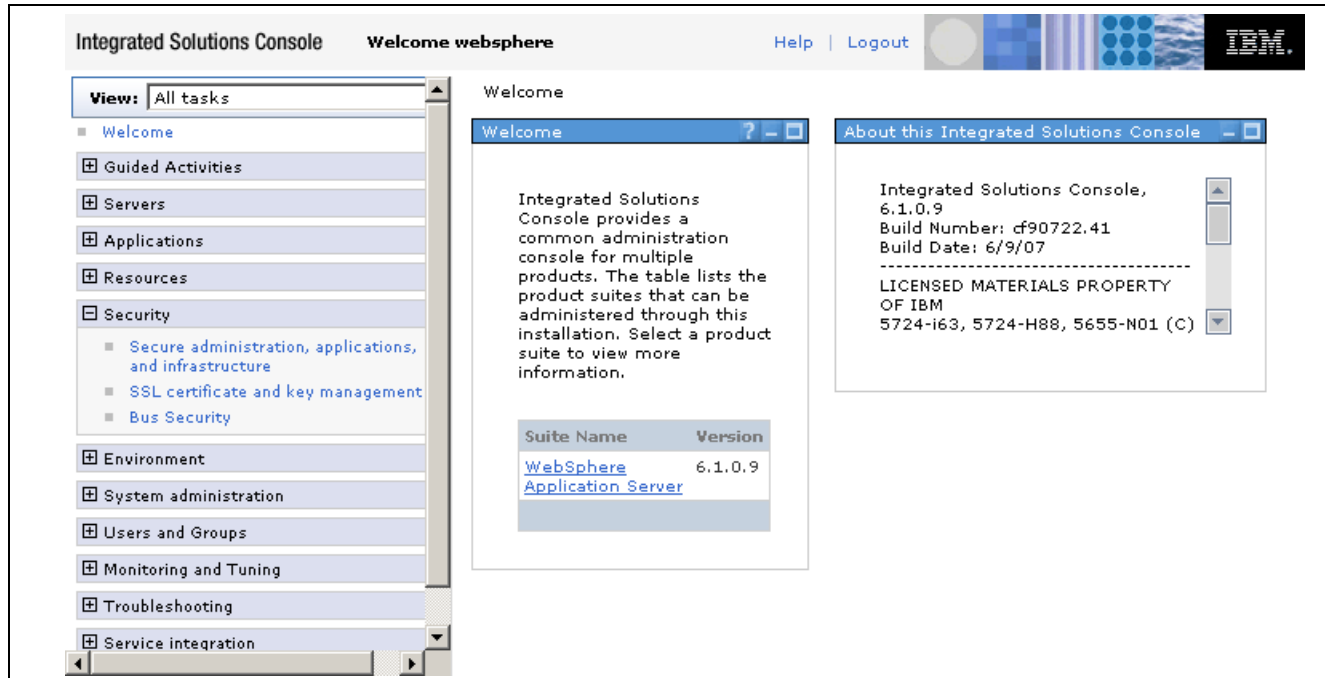 Integrated Solutions Console Welcome websphere Help | Logout IBM.
View: All tasks
Welcome
Guided Activities
Servers
Applications
Resources
Security
Secure administration, applications,
and infrastructure
SSL certificate and key management
Bus Security
Environment
System administration
Users and Groups
Monitoring and Tuning
Troubleshooting
Service integration
Welcome
Welcome ?
Integrated Solutions
Console provides a
common administration
console for multiple
products. The table lists the
product suites that can be
administered through this
installation. Select a product
suite to view more
information.
Suite Name Version
WebSphere 6.1.0.9
Application Server
About this Integrated Solutions Console
Integrated Solutions Console,
6.1.0.9
Build Number: cf90722.41
Build Date: 6/9/07
----------------------------------------
LICENSED MATERIALS PROPERTY
OF IBM
5724-i63, 5724-H88, 5655-N01 (C)